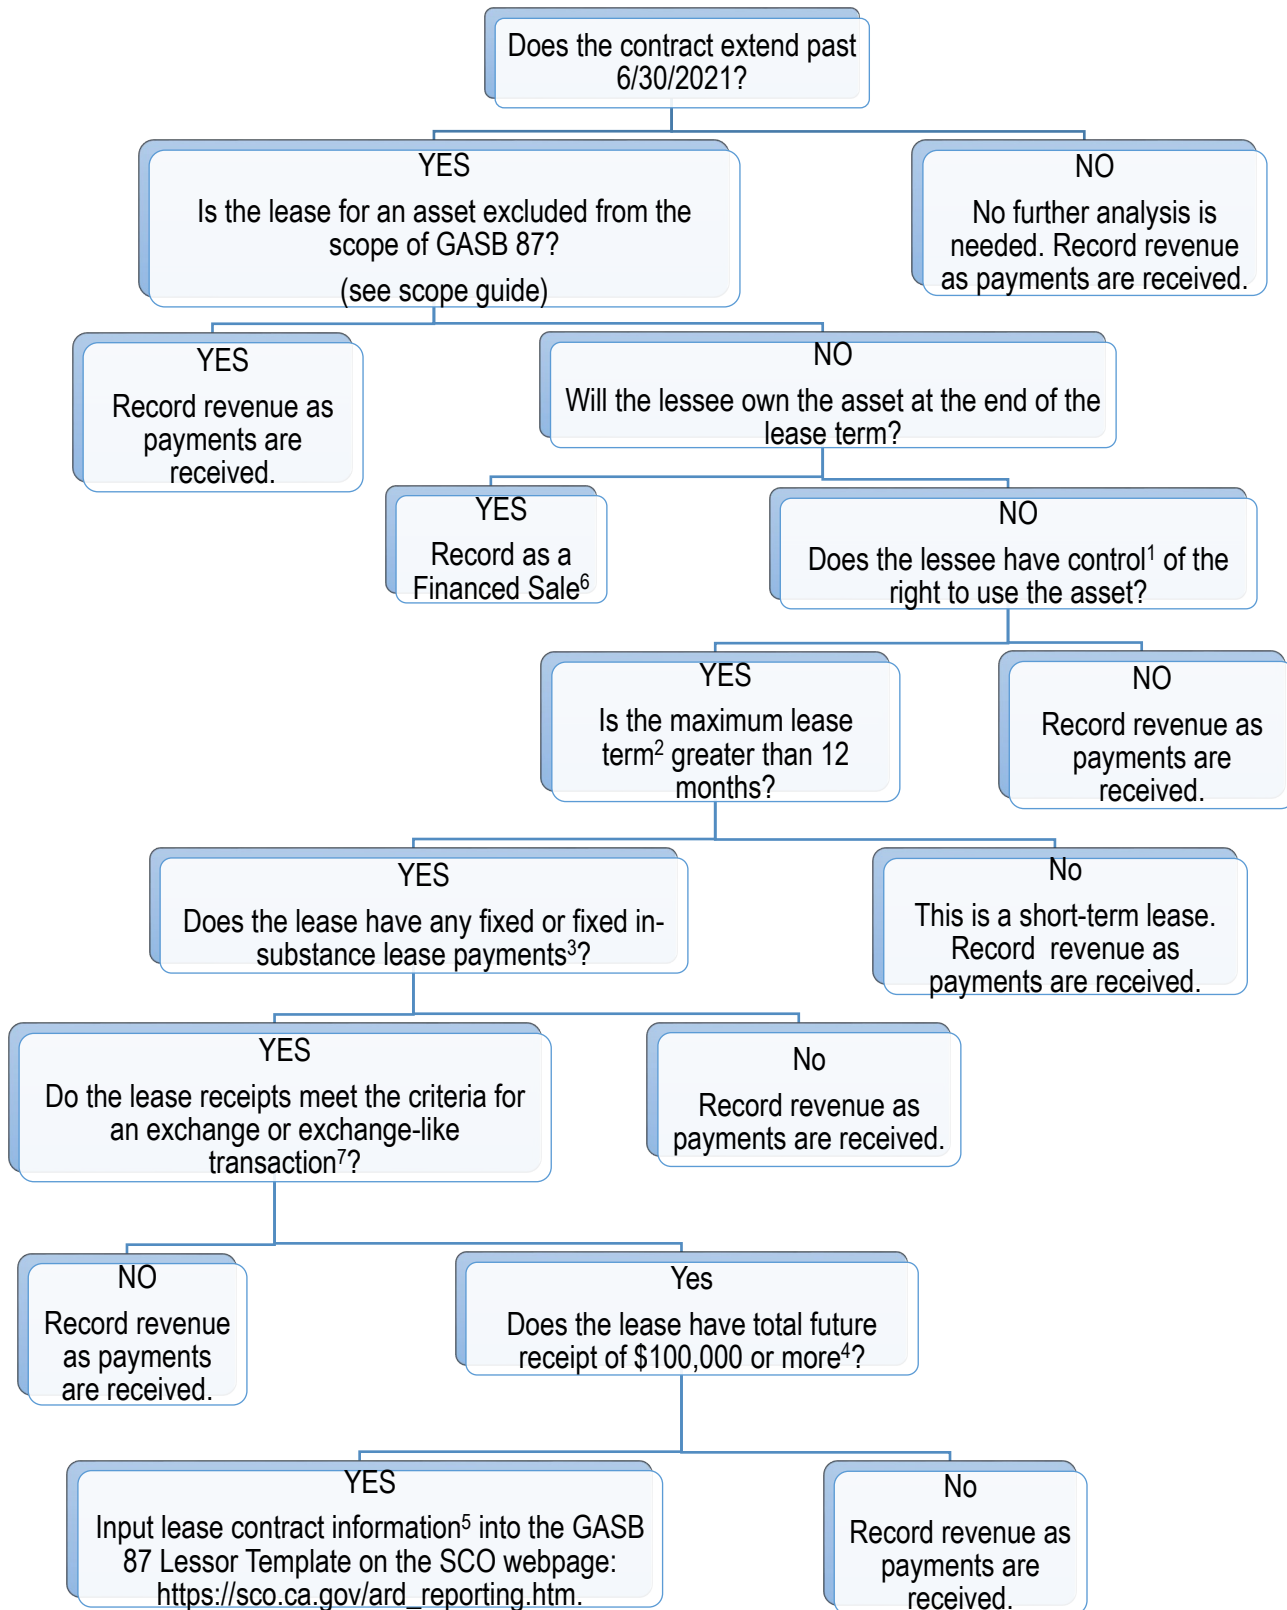 Does the contract extend past
6/30/2021?
YES
Is the lease for an asset excluded from the
scope of GASB 87?
(see scope guide)
NO
No further analysis is
needed. Record revenue
as payments are received.
YES
Record revenue as
payments are
received.
NO
Will the lessee own the asset at the end of the
lease term?
YES
Record as a
Financed Sale⁶
NO
Does the lessee have control¹ of the
right to use the asset?
YES
Is the maximum lease
term² greater than 12
months?
NO
Record revenue as
payments are
received.
YES
Does the lease have any fixed or fixed in-
substance lease payments³?
No
This is a short-term lease.
Record revenue as
payments are received.
YES
Do the lease receipts meet the criteria for
an exchange or exchange-like
transaction⁷?
No
Record revenue as
payments are received.
NO
Record revenue
as payments
are received.
Yes
Does the lease have total future
receipt of $100,000 or more⁴?
YES
Input lease contract information⁵ into the GASB
87 Lessor Template on the SCO webpage:
https://sco.ca.gov/ard_reporting.htm.
No
Record revenue as
payments are
received.